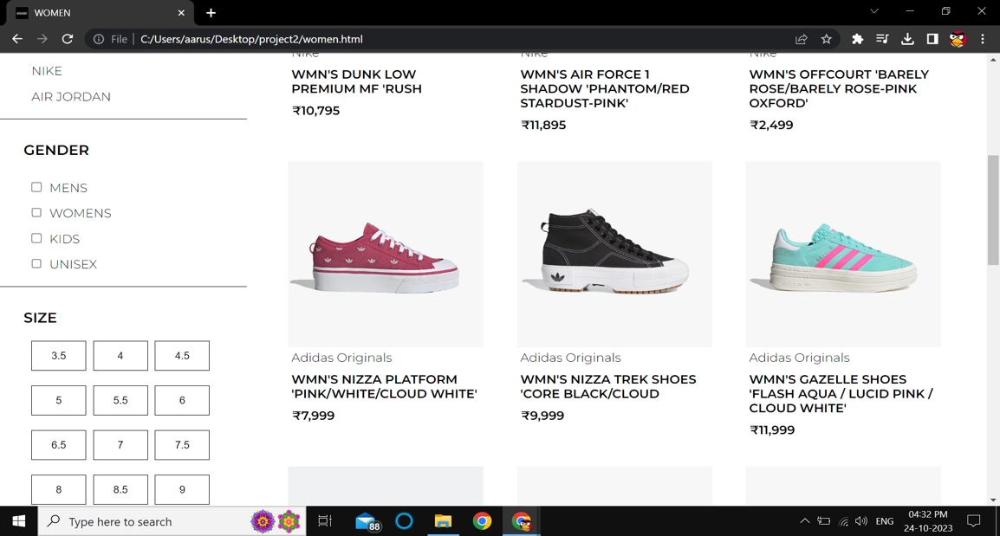 WOMEN
File
C:/Users/aarus/Desktop/project2/women.html
NIKE
AIR JORDAN
GENDER
MENS
WOMENS
KIDS
UNISEX
SIZE
3.5 4 4.5
5 5.5 6
6.5 7 7.5
8 8.5 9
Nike
WMN'S DUNK LOW
PREMIUM MF 'RUSH
₹10,795
Nike
WMN'S AIR FORCE 1
SHADOW 'PHANTOM/RED
STARDUST-PINK'
₹11,895
Nike
WMN'S OFFCOURT 'BARELY
ROSE/BARELY ROSE-PINK
OXFORD'
₹2,499
Adidas Originals
WMN'S NIZZA PLATFORM
'PINK/WHITE/CLOUD WHITE'
₹7,999
Adidas Originals
WMN'S NIZZA TREK SHOES
'CORE BLACK/CLOUD
₹9,999
Adidas Originals
WMN'S GAZELLE SHOES
'FLASH AQUA / LUCID PINK /
CLOUD WHITE'
₹11,999
Type here to search
88
ENG
04:32 PM
24-10-2023